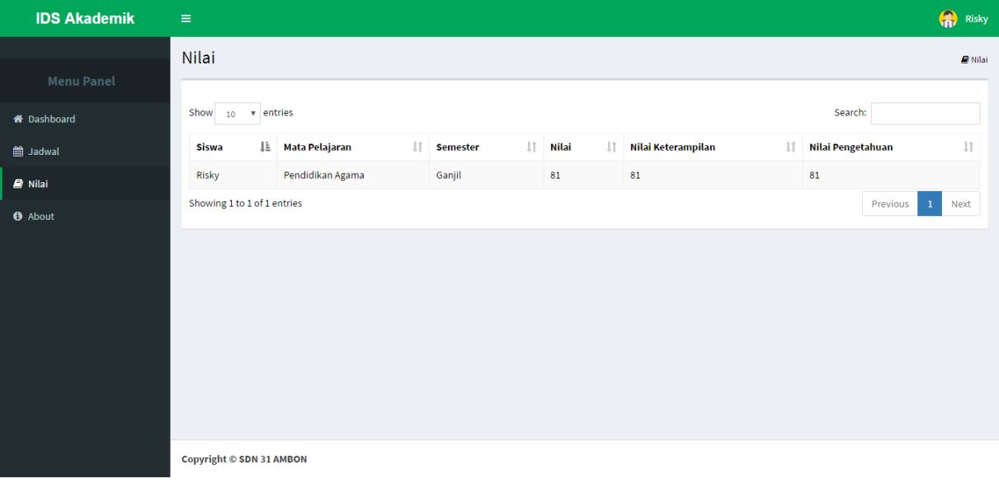 IDS Akademik
Risky
Nilai
Nilai
Menu Panel
Dashboard
Jadwal
Nilai
About
Show 10 entries
Search:
Siswa Mata Pelajaran Semester Nilai Nilai Keterampilan Nilai Pengetahuan
Risky Pendidikan Agama Ganjil 81 81 81
Showing 1 to 1 of 1 entries
Previous 1 Next
Copyright © SDN 31 AMBON